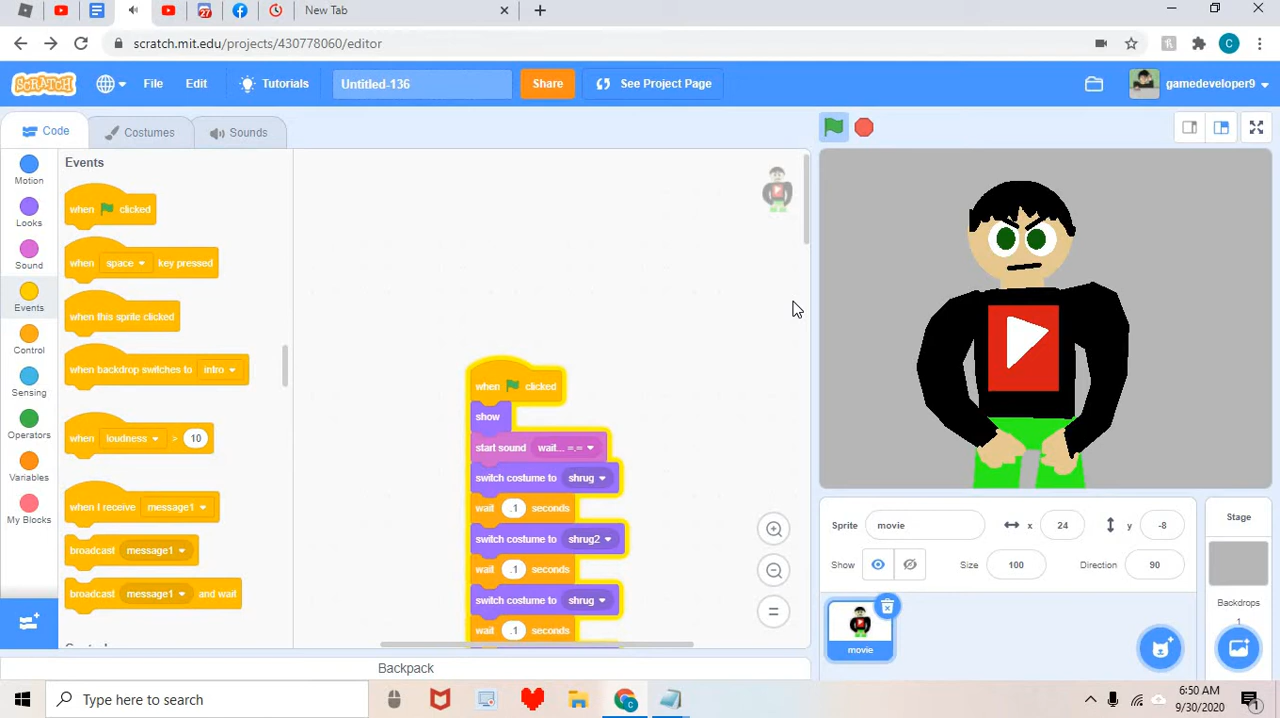 27 New Tab
scratch.mit.edu/projects/430778060/editor
C
SCRATCH File Edit Tutorials Untitled-136 Share See Project Page gamedeveloper9
Code Costumes Sounds
Motion
Looks
Sound
Events
Control
Sensing
Operators
Variables
My Blocks
Events
when clicked
when space key pressed
when this sprite clicked
when backdrop switches to intro
when loudness > 10
when I receive message1
broadcast message1
broadcast message1 and wait
when clicked
show
start sound wait... =.=
switch costume to shrug
wait .1 seconds
switch costume to shrug2
wait .1 seconds
switch costume to shrug
wait .1 seconds
Backpack
Sprite movie x 24 y -8
Show Size 100 Direction 90
movie
Stage
Backdrops
1
Type here to search
6:50 AM
9/30/2020
1